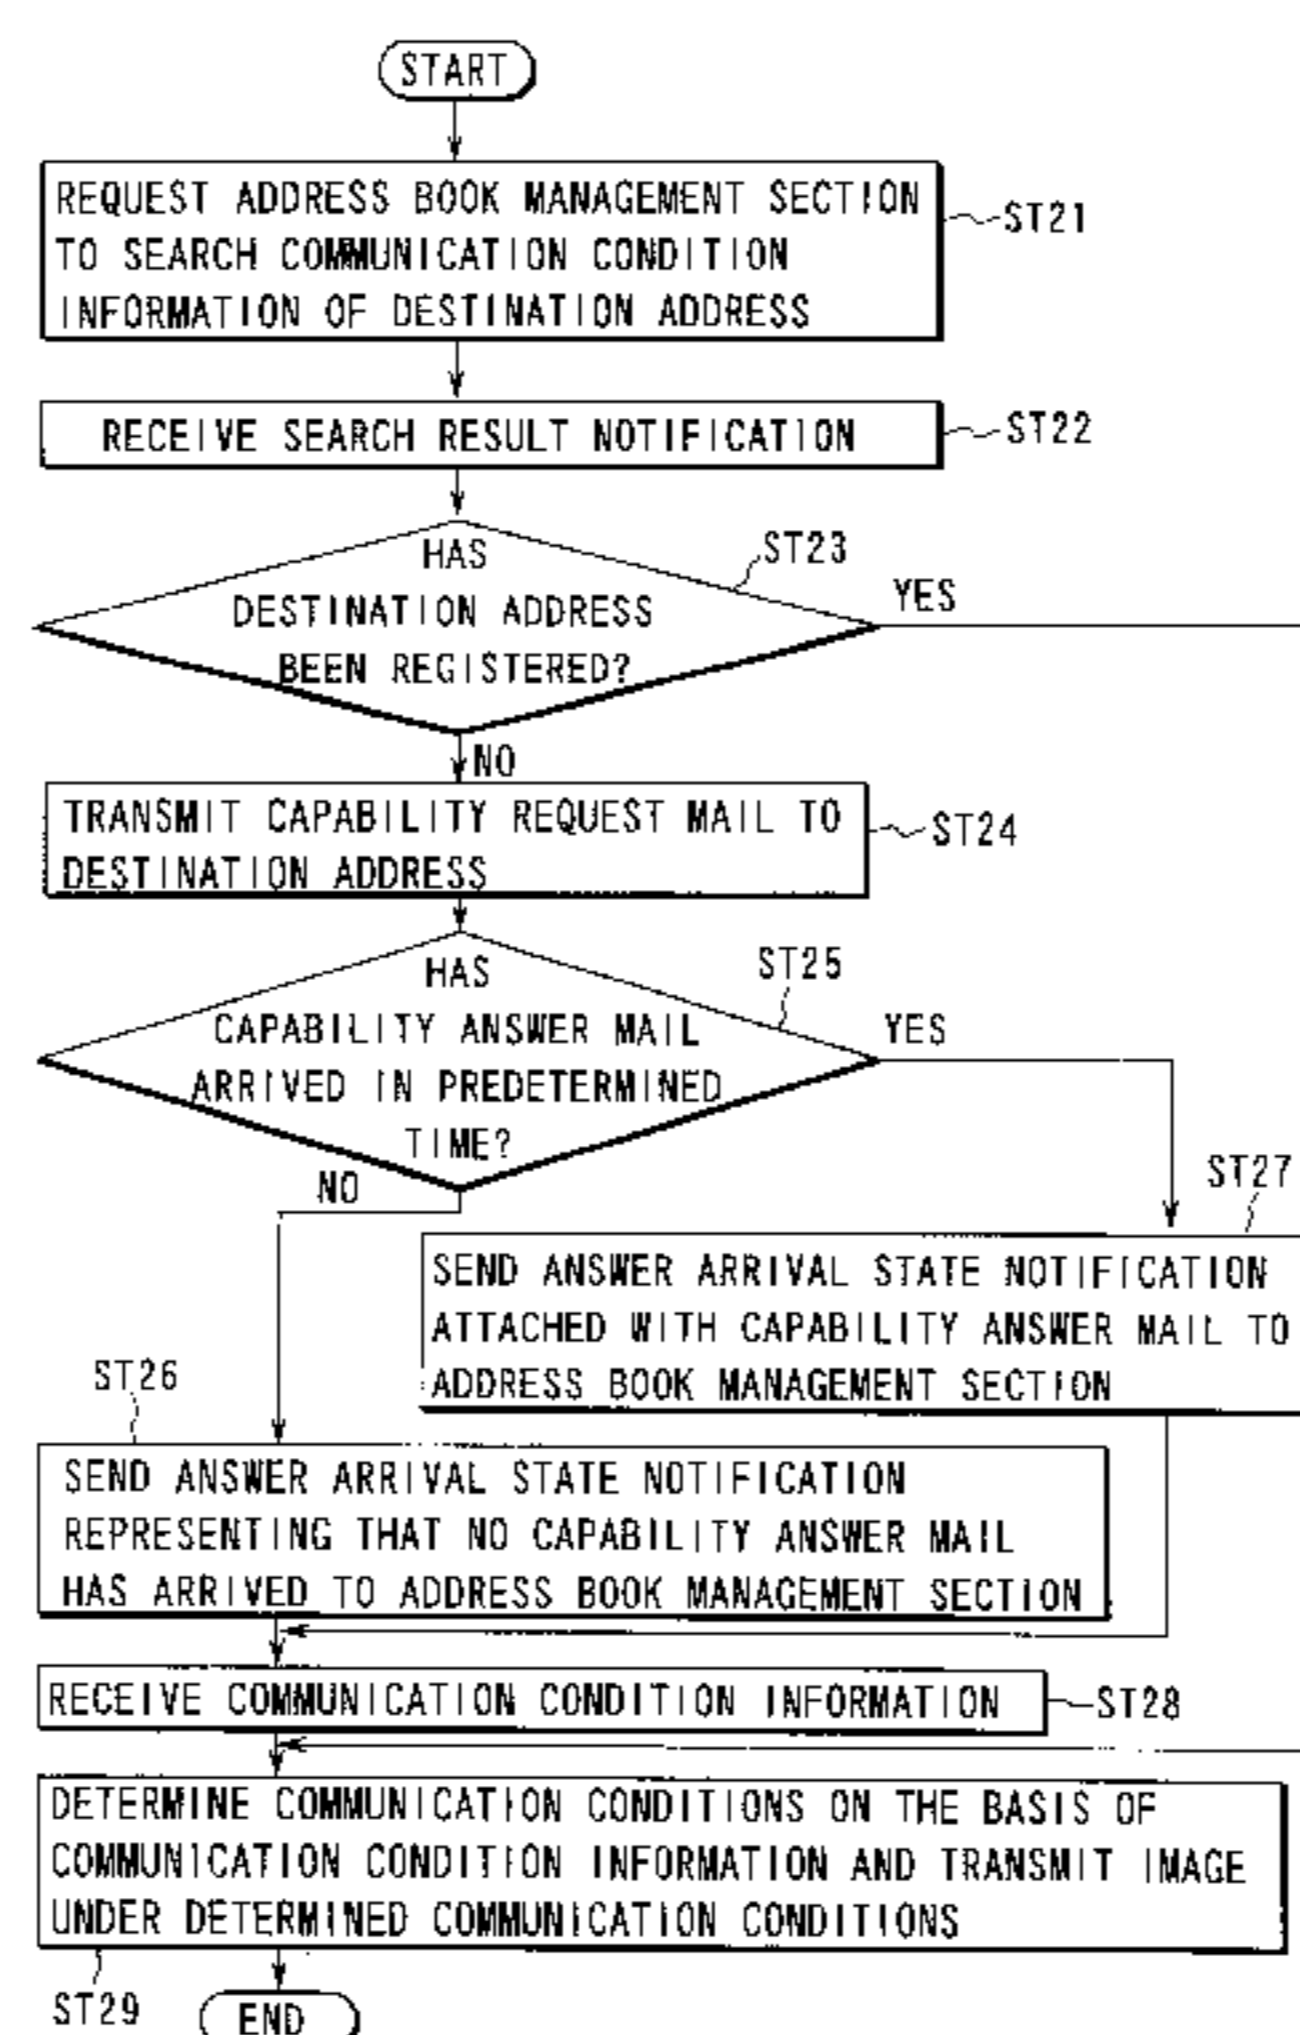 START
REQUEST ADDRESS BOOK MANAGEMENT SECTION
TO SEARCH COMMUNICATION CONDITION
INFORMATION OF DESTINATION ADDRESS
ST21
RECEIVE SEARCH RESULT NOTIFICATION
ST22
HAS
DESTINATION ADDRESS
BEEN REGISTERED?
ST23
YES
NO
TRANSMIT CAPABILITY REQUEST MAIL TO
DESTINATION ADDRESS
ST24
HAS
CAPABILITY ANSWER MAIL
ARRIVED IN PREDETERMINED
TIME?
ST25
YES
NO
ST27
SEND ANSWER ARRIVAL STATE NOTIFICATION
ATTACHED WITH CAPABILITY ANSWER MAIL TO
ADDRESS BOOK MANAGEMENT SECTION
ST26
SEND ANSWER ARRIVAL STATE NOTIFICATION
REPRESENTING THAT NO CAPABILITY ANSWER MAIL
HAS ARRIVED TO ADDRESS BOOK MANAGEMENT SECTION
RECEIVE COMMUNICATION CONDITION INFORMATION
ST28
DETERMINE COMMUNICATION CONDITIONS ON THE BASIS OF
COMMUNICATION CONDITION INFORMATION AND TRANSMIT IMAGE
UNDER DETERMINED COMMUNICATION CONDITIONS
ST29
END